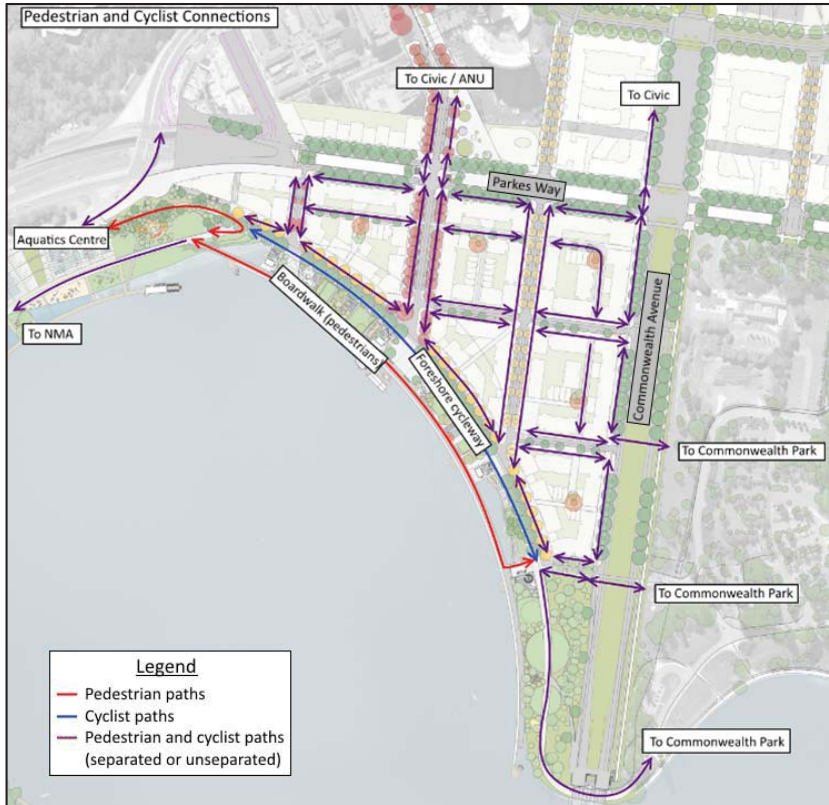 Pedestrian and Cyclist Connections
To Civic / ANU
To Civic
Parkes Way
Aquatics Centre
To NMA
Boardwalk (pedestrians)
Foreshore cycleway
Commonwealth Avenue
To Commonwealth Park
To Commonwealth Park
To Commonwealth Park
Legend
Pedestrian paths
Cyclist paths
Pedestrian and cyclist paths
(separated or unseparated)